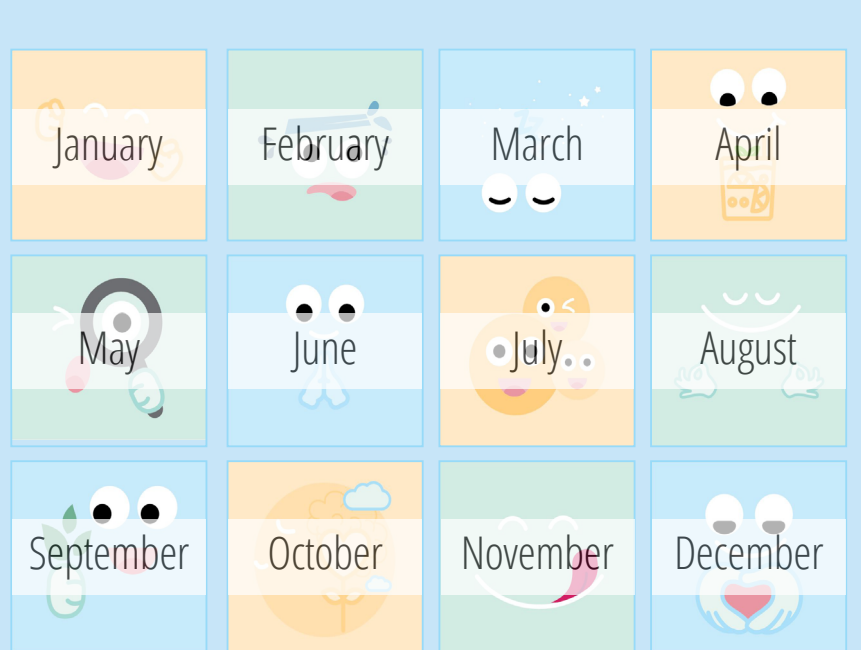 January
February
March
April
May
June
July
August
September
October
November
December